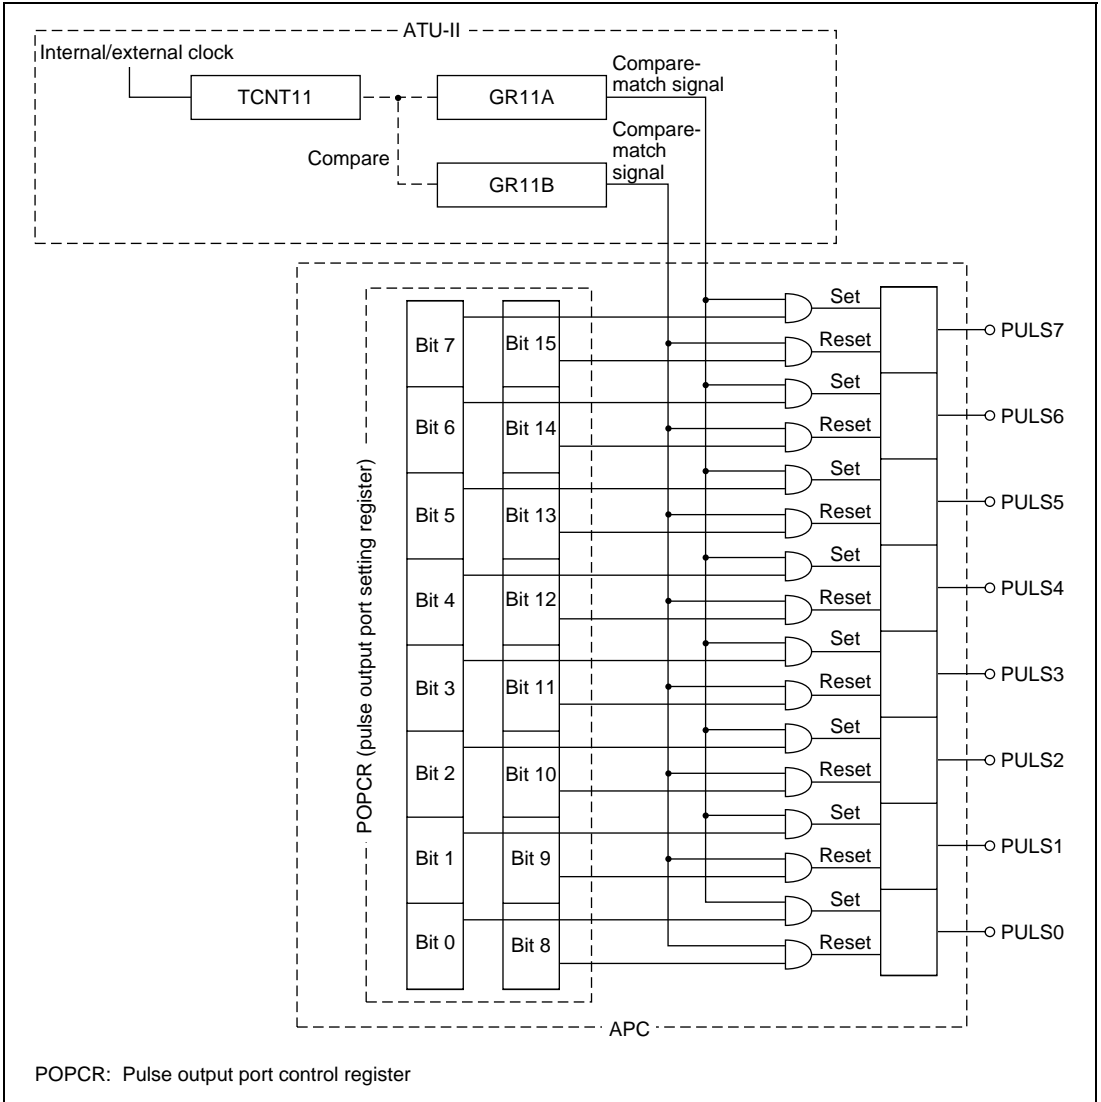 ATU-II
Internal/external clock
TCNT11
GR11A
Compare-
match signal
Compare
GR11B
Compare-
match
signal
POPCR (pulse output port setting register)
Bit 7
Bit 15
Set
Reset
PULS7
Bit 6
Bit 14
Set
Reset
PULS6
Bit 5
Bit 13
Set
Reset
PULS5
Bit 4
Bit 12
Set
Reset
PULS4
Bit 3
Bit 11
Set
Reset
PULS3
Bit 2
Bit 10
Set
Reset
PULS2
Bit 1
Bit 9
Set
Reset
PULS1
Bit 0
Bit 8
Set
Reset
PULS0
APC
POPCR: Pulse output port control register